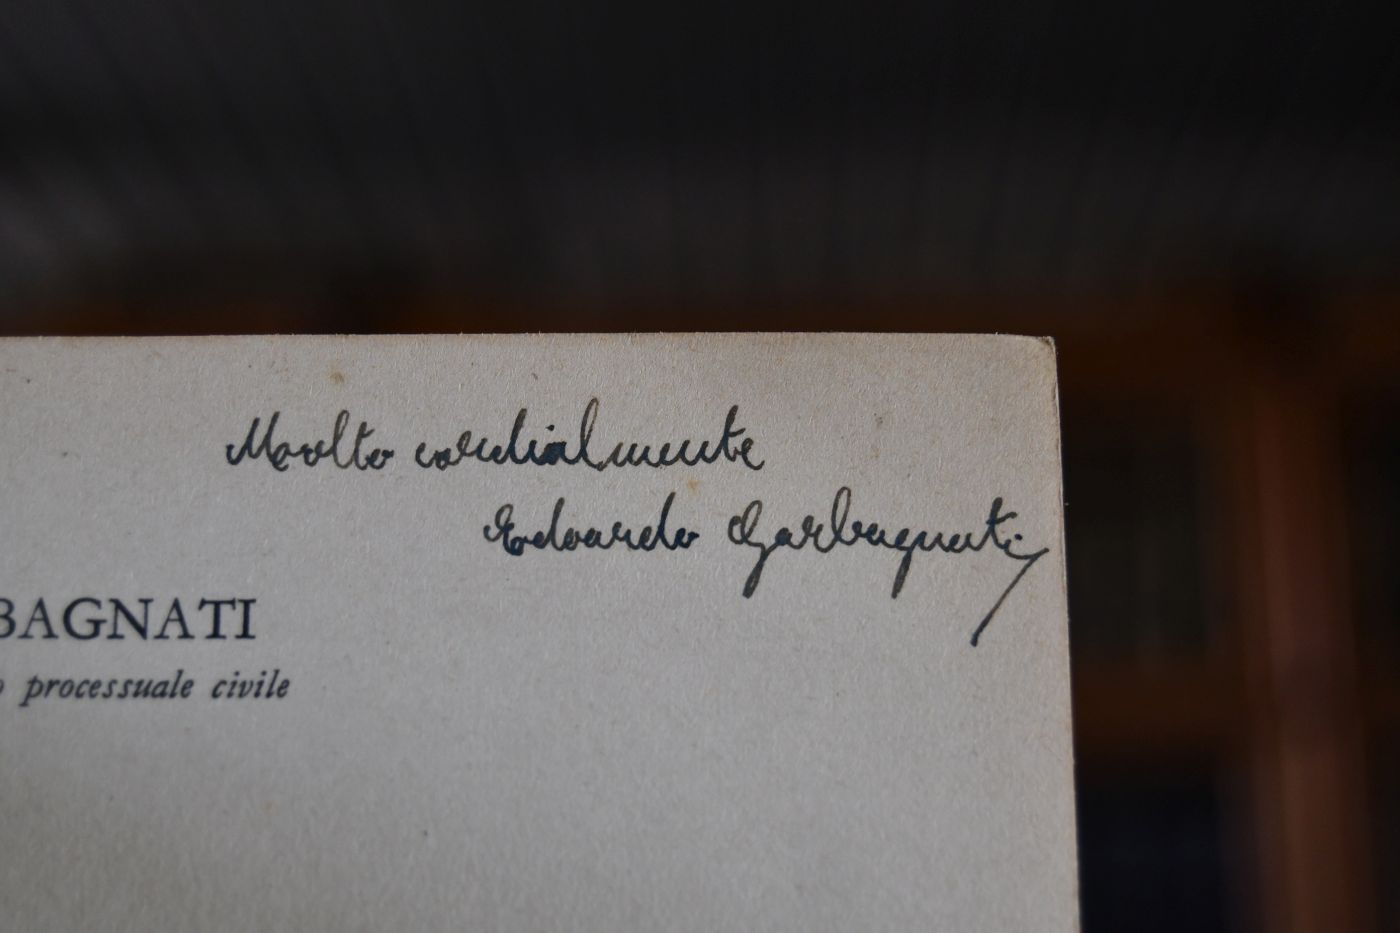 Molto cordialmente
Edoardo Garbagnati
BAGNATI
o processuale civile